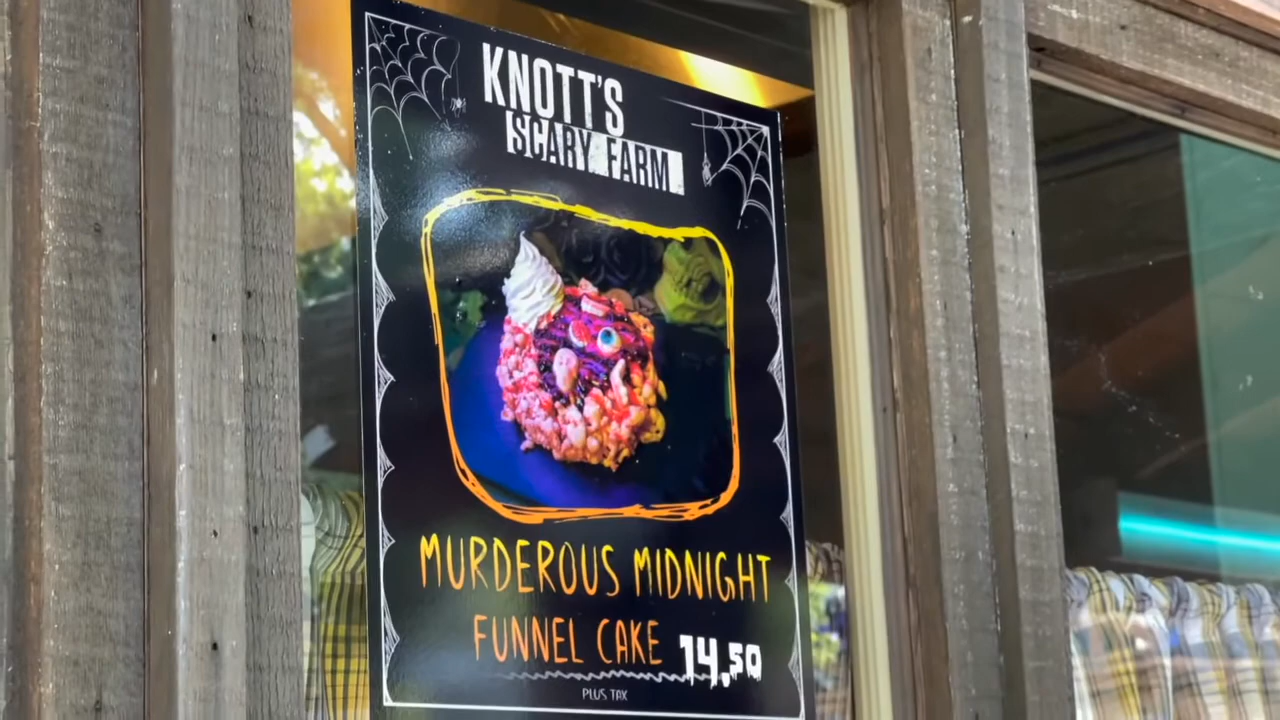 KNOTT'S
SCARY FARM
MURDEROUS MIDNIGHT
FUNNEL CAKE 14.50
PLUS TAX